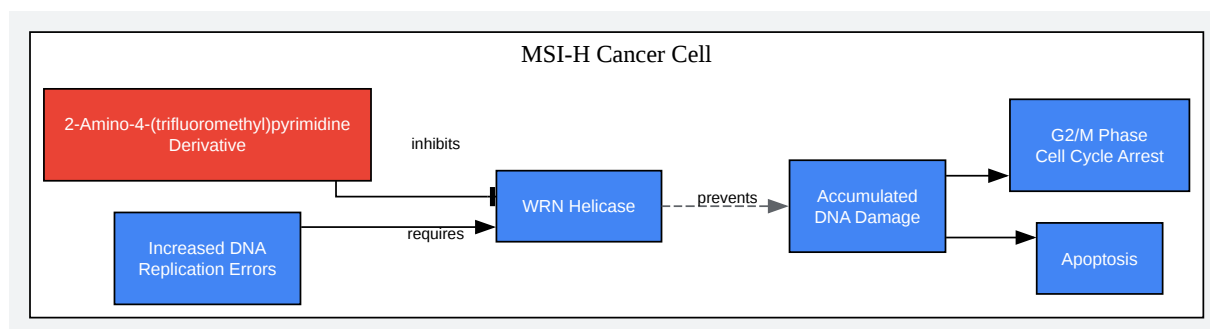 MSI-H Cancer Cell
2-Amino-4-(trifluoromethyl)pyrimidine
Derivative
inhibits
Increased DNA
Replication Errors
requires
WRN Helicase
prevents
Accumulated
DNA Damage
G2/M Phase
Cell Cycle Arrest
Apoptosis